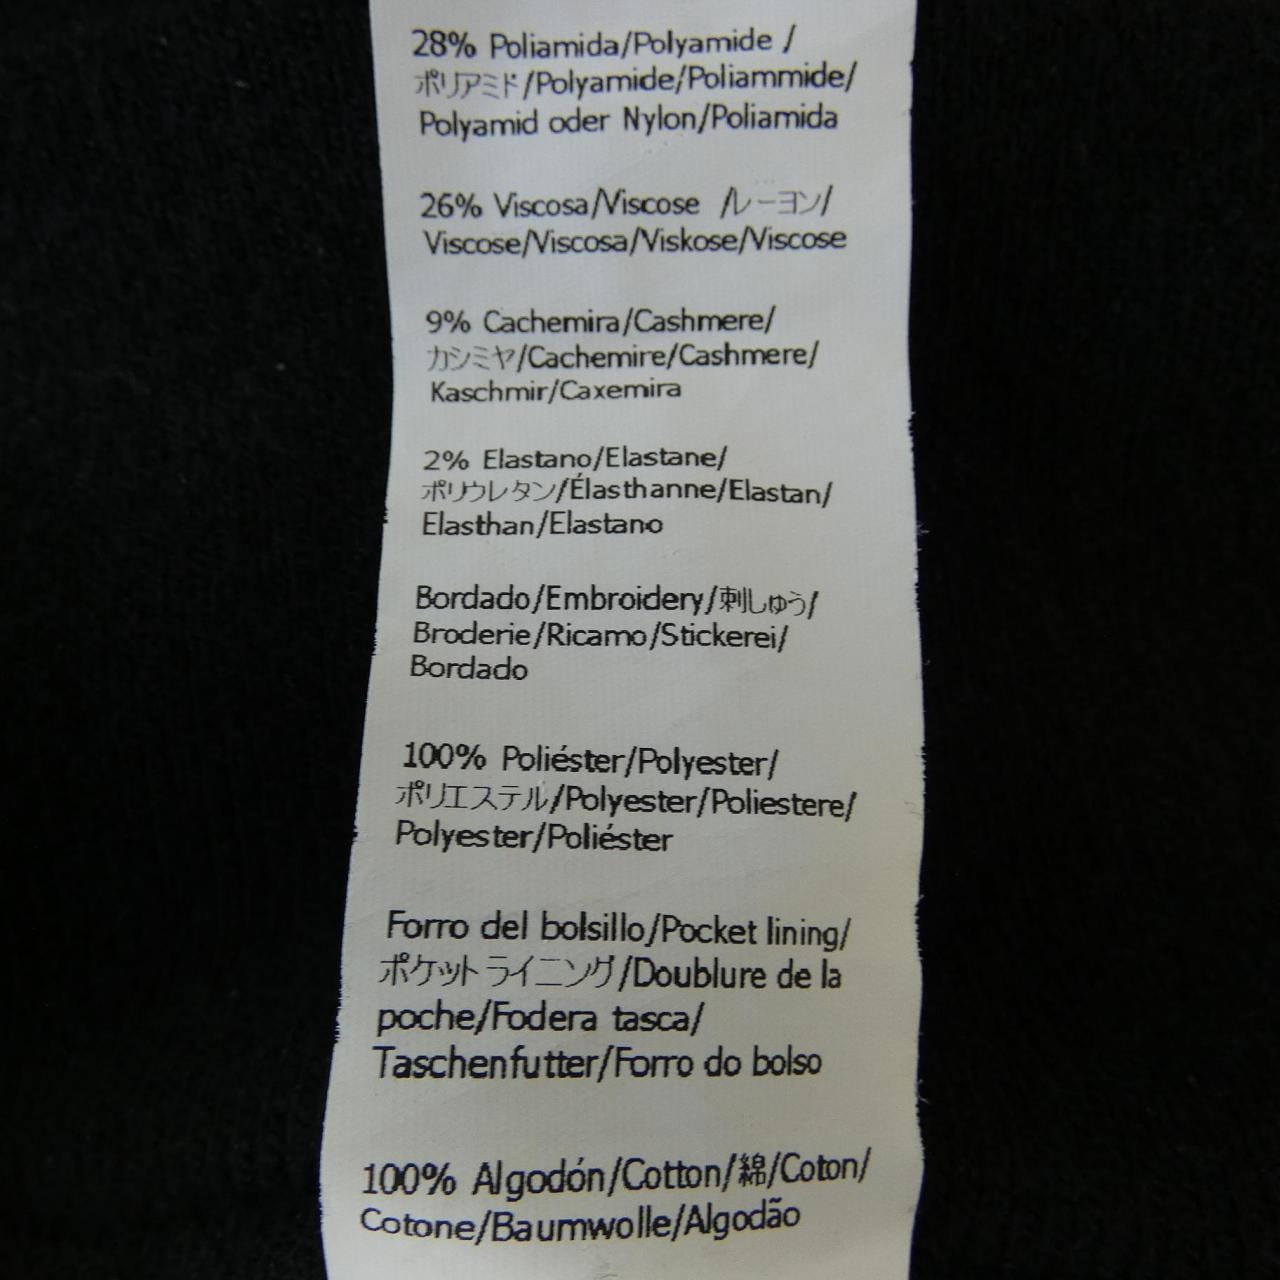 28% Poliamida/Polyamide /
ポリアミド/Polyamide/Poliammide/
Polyamid oder Nylon/Poliamida
26% Viscosa/Viscose /レーヨン/
Viscose/Viscosa/Viskose/Viscose
9% Cachemira/Cashmere/
カシミヤ/Cachemire/Cashmere/
Kaschmir/Caxemira
2% Elastano/Elastane/
ポリウレタン/Élasthanne/Elastan/
Elasthan/Elastano
Bordado/Embroidery/刺しゅう/
Broderie/Ricamo/Stickerei/
Bordado
100% Poliéster/Polyester/
ポリエステル/Polyester/Poliestere/
Polyester/Poliéster
Forro del bolsillo/Pocket lining/
ポケットライニング/Doublure de la
poche/Fodera tasca/
Taschenfutter/Forro do bolso
100% Algodón/Cotton/綿/Coton/
Cotone/Baumwolle/Algodão